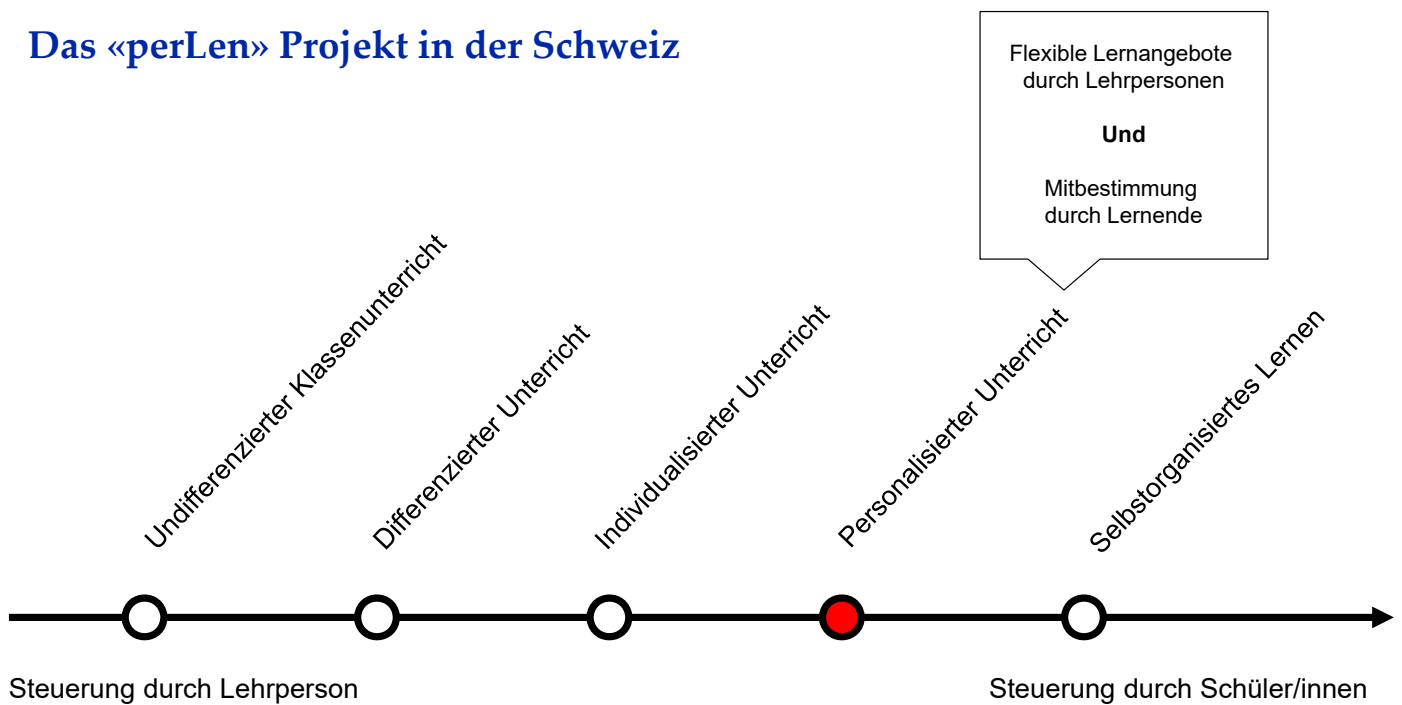 Das «perLen» Projekt in der Schweiz
Flexible Lernangebote
durch Lehrpersonen
Und
Mitbestimmung
durch Lernende
Undifferenzierter Klassenunterricht
Differenzierter Unterricht
Individualisierter Unterricht
Personalisierter Unterricht
Selbstorganisiertes Lernen
Steuerung durch Lehrperson
Steuerung durch Schüler/innen